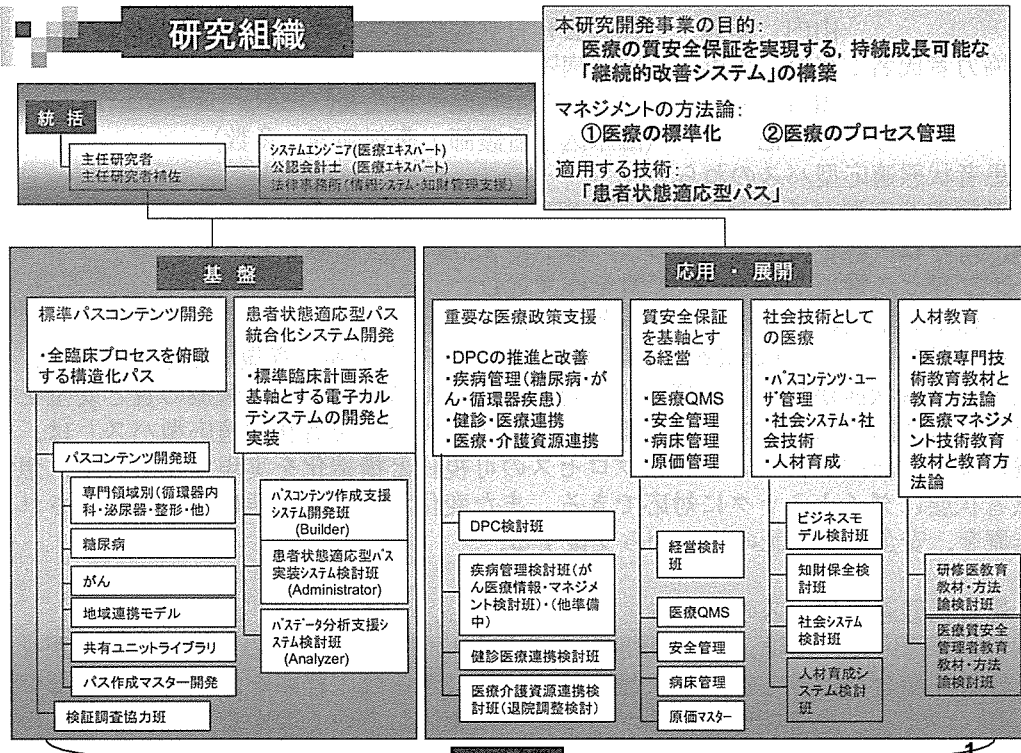 研究組織
本研究開発事業の目的:
医療の質安全保証を実現する, 持続成長可能な
「継続的改善システム」の構築
マネジメントの方法論:
①医療の標準化 ②医療のプロセス管理
適用する技術:
「患者状態適応型パス」
統 括
主任研究者
主任研究者補佐
システムエンジニア(医療エキスパート)
公認会計士 (医療エキスパート)
法律事務所(情報システム・知財管理支援)
基 盤
標準パスコンテンツ開発
・全臨床プロセスを俯瞰
する構造化パス
患者状態適応型パス
統合化システム開発
・標準臨床計画系を
基軸とする電子カル
テシステムの開発と
実装
パスコンテンツ開発班
専門領域別(循環器内
科・泌尿器・整形・他)
糖尿病
がん
地域連携モデル
共有ユニットライブラリ
パス作成マスター開発
検証調査協力班
パスコンテンツ作成支援
システム開発班
(Builder)
患者状態適応型パス
実装システム検討班
(Administrator)
パスデータ分析支援シ
ステム検討班
(Analyzer)
応用 ・ 展開
重要な医療政策支援
・DPCの推進と改善
・疾病管理(糖尿病・が
ん・循環器疾患)
・健診・医療連携
・医療・介護資源連携
DPC検討班
疾病管理検討班(が
ん医療情報・マネジメ
ント検討班)・(他準備
中)
健診医療連携検討班
医療介護資源連携検
討班(退院調整検討)
質安全保証
を基軸とす
る経営
・医療QMS
・安全管理
・病床管理
・原価管理
経営検討
班
医療QMS
安全管理
病床管理
原価マスター
社会技術として
の医療
・パスコンテンツ・ユー
ザ管理
・社会システム・社
会技術
・人材育成
ビジネスモ
デル検討班
知財保全検
討班
社会システム
検討班
人材育成シ
ステム検討
班
人材教育
・医療専門技
術教育教材と
教育方法論
・医療マネジメ
ント技術教育
教材と教育方
法論
研修医教育
教材・方法
論検討班
医療質安全
管理者教育
教材・方法
論検討班
1